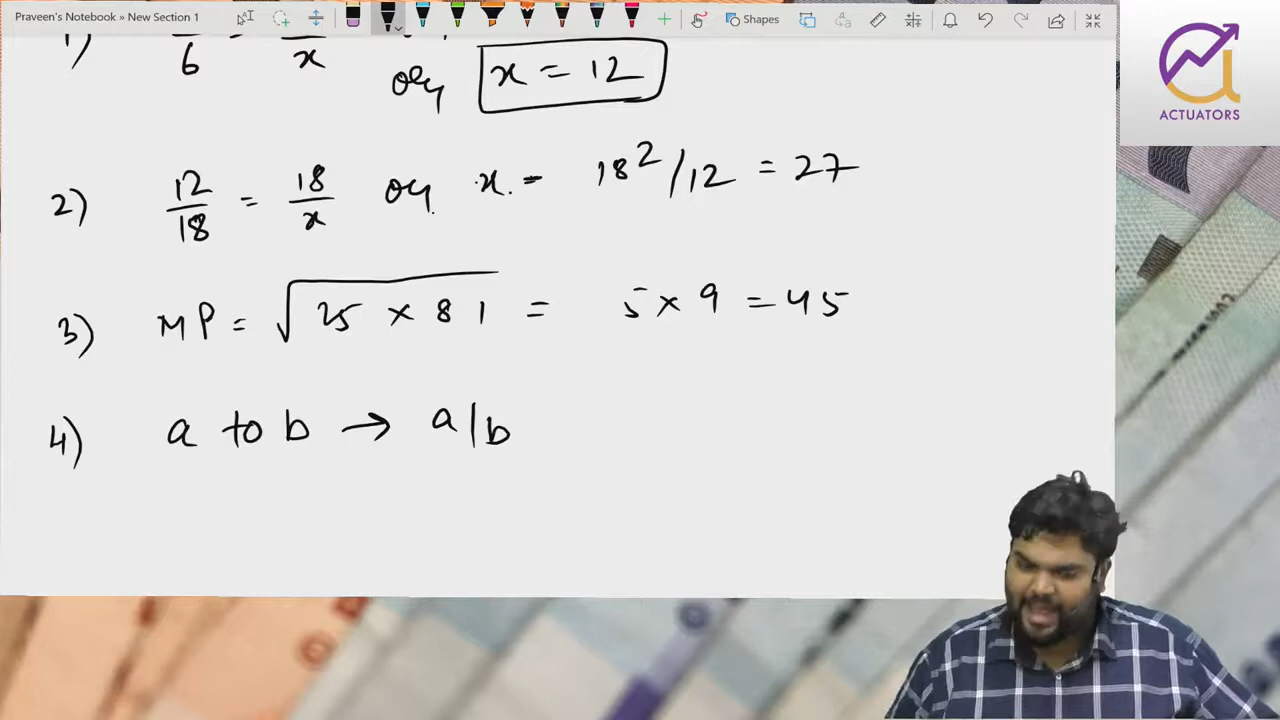 Praveen's Notebook » New Section 1
Shapes
ACTUATORS
1) /6 = /x
or x = 12
2) 12/18 = 18/x or x = 18²/12 = 27
3) MP = √25 × 81 = 5 × 9 = 45
4) a to b → a/b